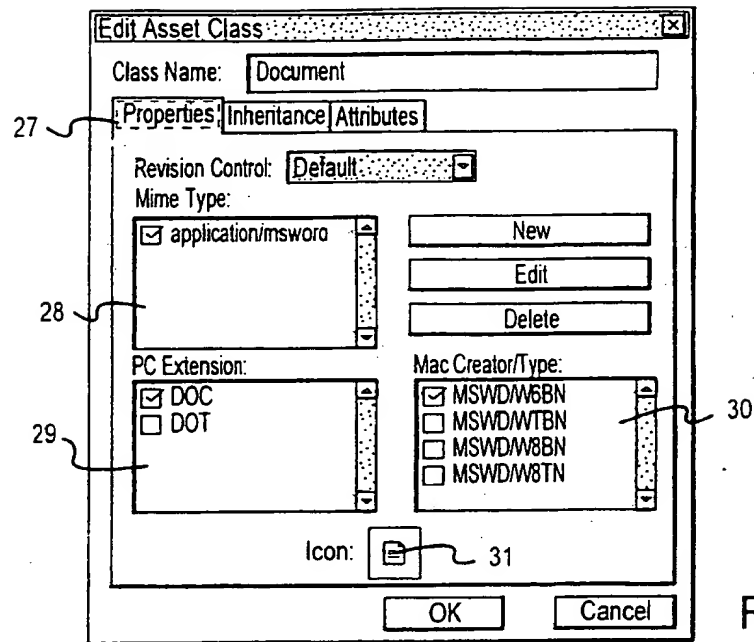 Edit Asset Class
Class Name: Document
27
Properties Inheritance Attributes
Revision Control: Default
Mime Type:
application/msword
New
Edit
Delete
28
PC Extension:
DOC
DOT
29
Mac Creator/Type:
MSWD/W6BN
MSWD/WTBN
MSWD/W8BN
MSWD/W8TN
30
Icon:
31
OK Cancel
F